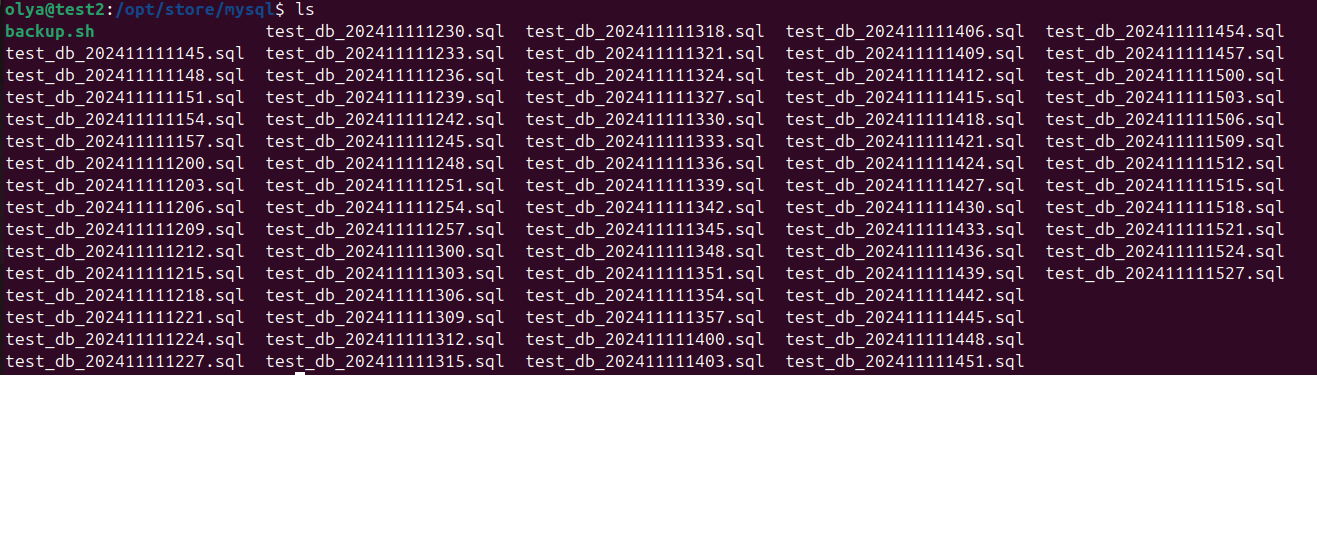 olya@test2:/opt/store/mysql$ ls
backup.sh                 test_db_202411111230.sql  test_db_202411111318.sql  test_db_202411111406.sql  test_db_202411111454.sql
test_db_202411111145.sql  test_db_202411111233.sql  test_db_202411111321.sql  test_db_202411111409.sql  test_db_202411111457.sql
test_db_202411111148.sql  test_db_202411111236.sql  test_db_202411111324.sql  test_db_202411111412.sql  test_db_202411111500.sql
test_db_202411111151.sql  test_db_202411111239.sql  test_db_202411111327.sql  test_db_202411111415.sql  test_db_202411111503.sql
test_db_202411111154.sql  test_db_202411111242.sql  test_db_202411111330.sql  test_db_202411111418.sql  test_db_202411111506.sql
test_db_202411111157.sql  test_db_202411111245.sql  test_db_202411111333.sql  test_db_202411111421.sql  test_db_202411111509.sql
test_db_202411111200.sql  test_db_202411111248.sql  test_db_202411111336.sql  test_db_202411111424.sql  test_db_202411111512.sql
test_db_202411111203.sql  test_db_202411111251.sql  test_db_202411111339.sql  test_db_202411111427.sql  test_db_202411111515.sql
test_db_202411111206.sql  test_db_202411111254.sql  test_db_202411111342.sql  test_db_202411111430.sql  test_db_202411111518.sql
test_db_202411111209.sql  test_db_202411111257.sql  test_db_202411111345.sql  test_db_202411111433.sql  test_db_202411111521.sql
test_db_202411111212.sql  test_db_202411111300.sql  test_db_202411111348.sql  test_db_202411111436.sql  test_db_202411111524.sql
test_db_202411111215.sql  test_db_202411111303.sql  test_db_202411111351.sql  test_db_202411111439.sql  test_db_202411111527.sql
test_db_202411111218.sql  test_db_202411111306.sql  test_db_202411111354.sql  test_db_202411111442.sql
test_db_202411111221.sql  test_db_202411111309.sql  test_db_202411111357.sql  test_db_202411111445.sql
test_db_202411111224.sql  test_db_202411111312.sql  test_db_202411111400.sql  test_db_202411111448.sql
test_db_202411111227.sql  test_db_202411111315.sql  test_db_202411111403.sql  test_db_202411111451.sql